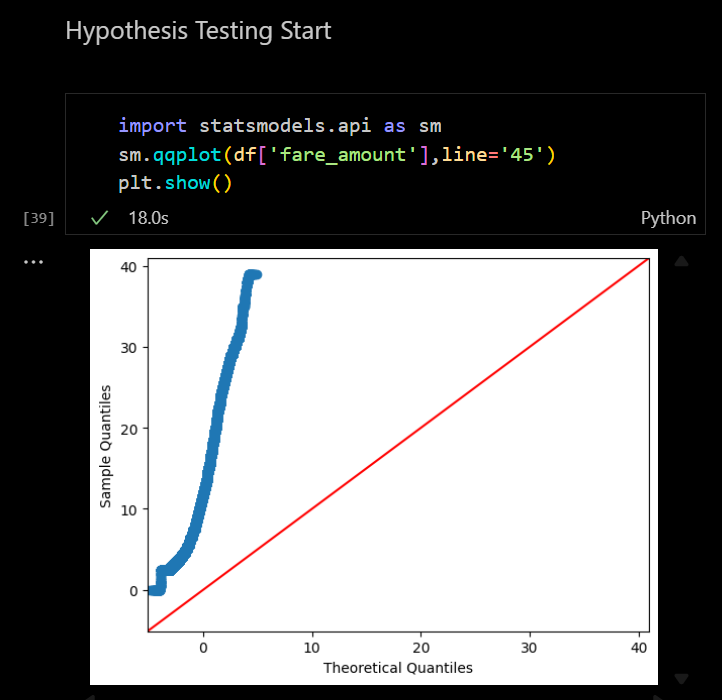 Hypothesis Testing Start
import statsmodels.api as sm
sm.qqplot(df['fare_amount'],line='45')
plt.show()
[39]
18.0s
Python
40
30
20
10
0
Sample Quantiles
0
10
20
30
40
Theoretical Quantiles